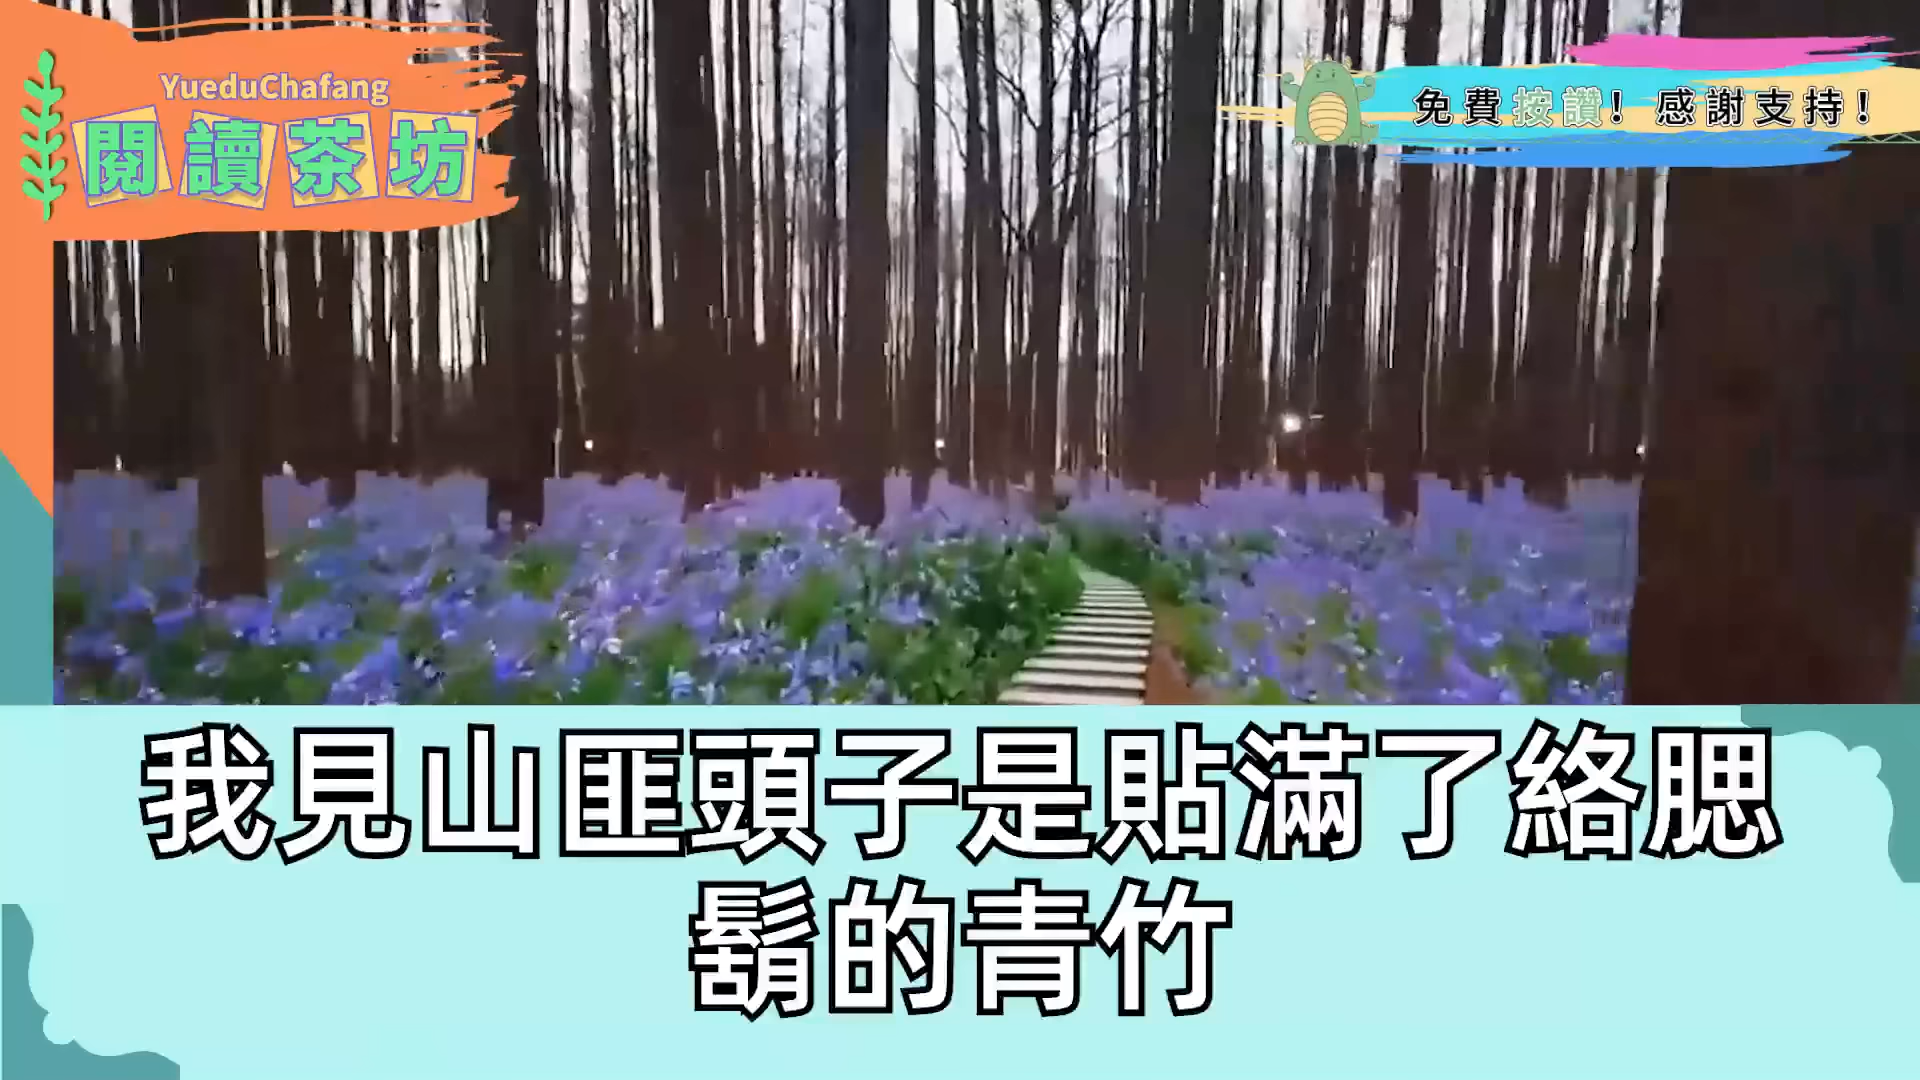 YueduChafang
閱讀茶坊
免費按讚！感謝支持！
我見山匪頭子是貼滿了絡腮
鬍的青竹